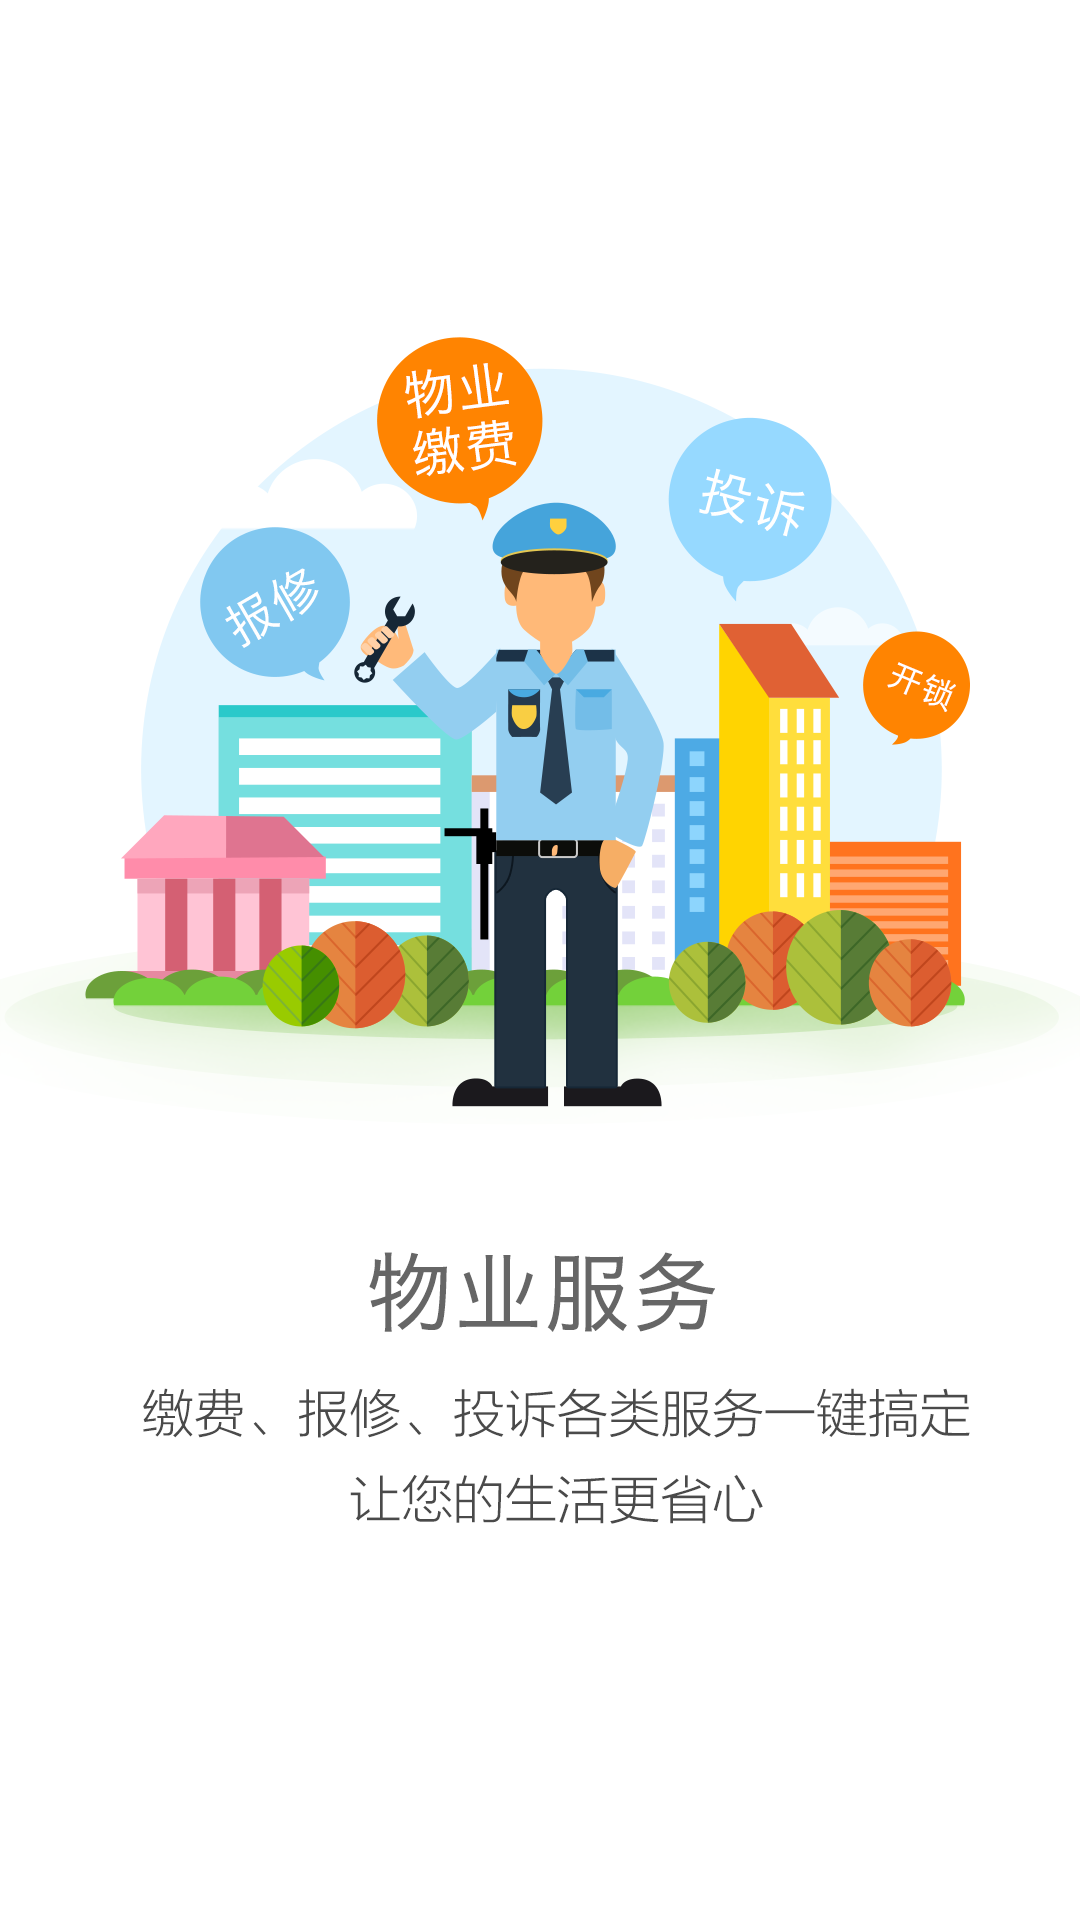 物业
缴费
投诉
报修
开锁
物业服务
缴费、报修、投诉各类服务一键搞定
让您的生活更省心